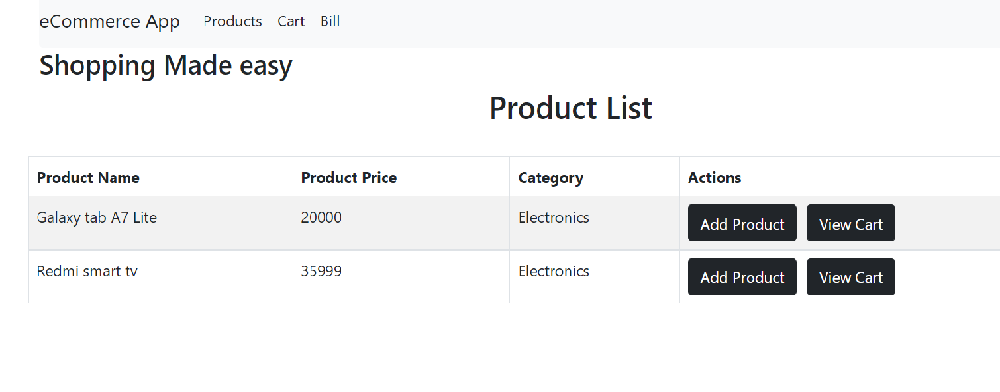 eCommerce App Products Cart Bill
Shopping Made easy
Product List
Product Name Product Price Category Actions
Galaxy tab A7 Lite 20000 Electronics Add Product View Cart
Redmi smart tv 35999 Electronics Add Product View Cart